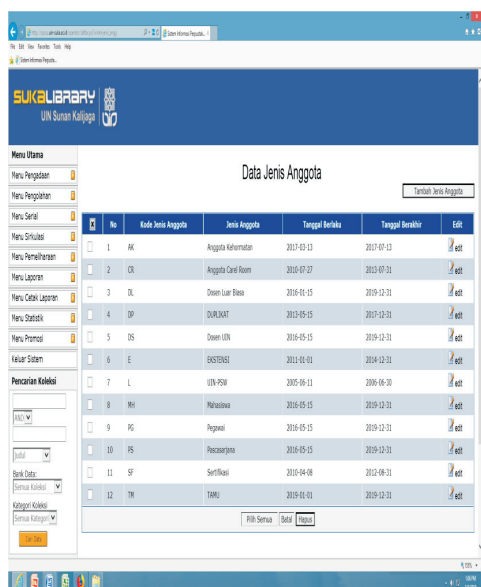 Sistem Informasi Perpusta...
File Edit View Favorites Tools Help
Sistem Informasi Perpusta...
SUKALIBRARY
UIN Sunan Kalijaga
UIN
Menu Utama
Menu Pengadaan
Menu Pengolahan
Menu Serial
Menu Sirkulasi
Menu Pemeliharaan
Menu Laporan
Menu Cetak Laporan
Menu Statistik
Menu Promosi
Keluar Sistem
Pencarian Koleksi
AND
Judul
Bank Data:
Semua Koleksi
Kategori Koleksi
Semua Kategori
Cari Data
Data Jenis Anggota
Tambah Jenis Anggota
X No Kode Jenis Anggota Jenis Anggota Tanggal Berlaku Tanggal Berakhir Edit
1 AK Anggota Kehormatan 2017-03-13 2017-07-13 edit
2 CR Anggota Carel Room 2010-07-27 2013-07-31 edit
3 DL Dosen Luar Biasa 2016-01-15 2019-12-31 edit
4 DP DUPLIKAT 2013-05-15 2017-12-31 edit
5 DS Dosen UIN 2016-05-15 2019-12-31 edit
6 E EKSTENSI 2011-01-01 2014-12-31 edit
7 L UIN-PSW 2005-06-11 2006-06-30 edit
8 MH Mahasiswa 2016-05-15 2019-12-31 edit
9 PG Pegawai 2016-05-15 2019-12-31 edit
10 PS Pascasarjana 2016-05-15 2019-12-31 edit
11 SF Sertifikasi 2010-04-08 2012-08-31 edit
12 TM TAMU 2019-01-01 2019-12-31 edit
Pilih Semua Batal Hapus